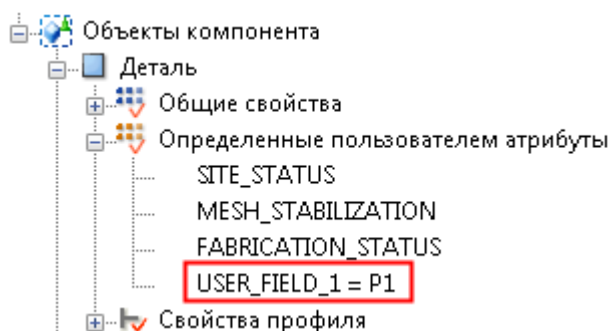 Объекты компонента
Деталь
Общие свойства
Определенные пользователем атрибуты
SITE_STATUS
MESH_STABILIZATION
FABRICATION_STATUS
USER_FIELD_1 = P1
Свойства профиля